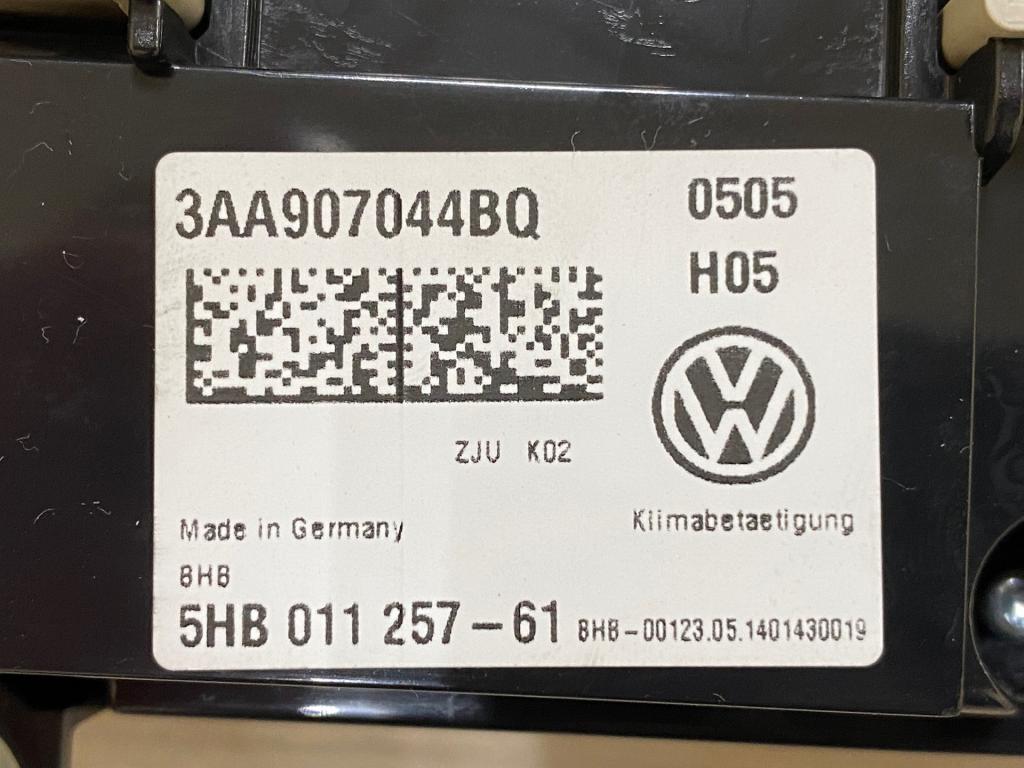 3AA907044BQ
0505
H05
ZJU K02
Made in Germany
Klimabetaetigung
BHB
5HB 011 257-61
BHB-00123.05.1401430019